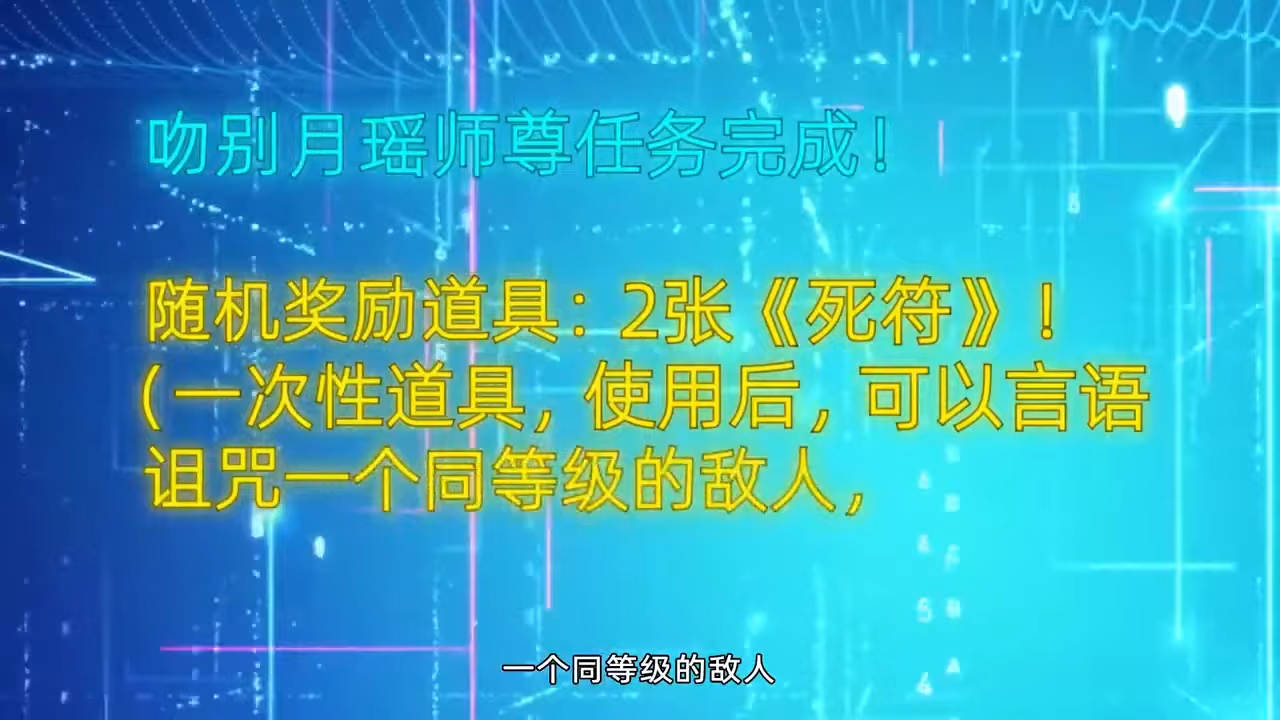 吻别月瑶师尊任务完成！
随机奖励道具：2张《死符》！
（一次性道具，使用后，可以言语
诅咒一个同等级的敌人，
一个同等级的敌人